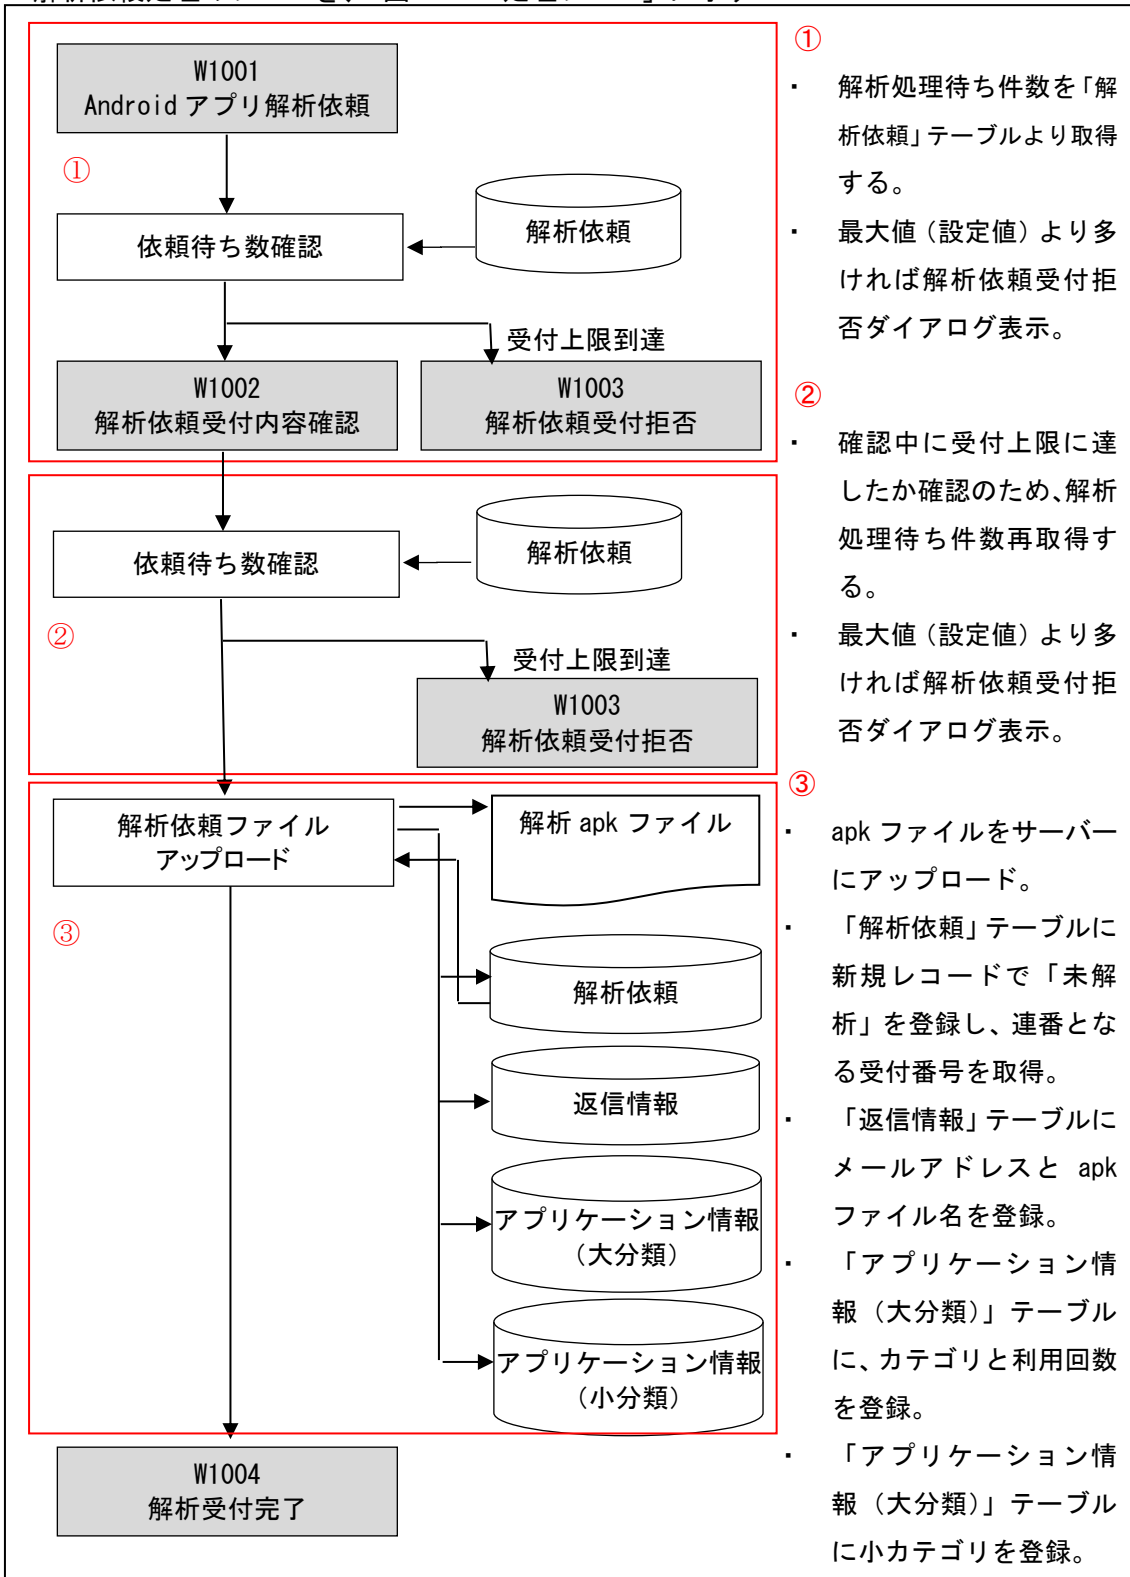 W1001
Androidアプリ解析依頼
①
依頼待ち数確認
解析依頼
受付上限到達
W1002
解析依頼受付内容確認
W1003
解析依頼受付拒否
依頼待ち数確認
解析依頼
②
受付上限到達
W1003
解析依頼受付拒否
解析依頼ファイル
アップロード
解析 apk ファイル
③
解析依頼
返信情報
アプリケーション情報
（大分類）
アプリケーション情報
（小分類）
W1004
解析受付完了
①
・ 解析処理待ち件数を「解
析依頼」テーブルより取得
する。
・ 最大値（設定値）より多
ければ解析依頼受付拒
否ダイアログ表示。
②
・ 確認中に受付上限に達
したか確認のため、解析
処理待ち件数再取得す
る。
・ 最大値（設定値）より多
ければ解析依頼受付拒
否ダイアログ表示。
③
・ apk ファイルをサーバー
にアップロード。
・ 「解析依頼」テーブルに
新規レコードで「未解
析」を登録し、連番とな
る受付番号を取得。
・ 「返信情報」テーブルに
メールアドレスと apk
ファイル名を登録。
・ 「アプリケーション情
報（大分類）」テーブル
に、カテゴリと利用回数
を登録。
・ 「アプリケーション情
報（大分類）」テーブル
に小カテゴリを登録。